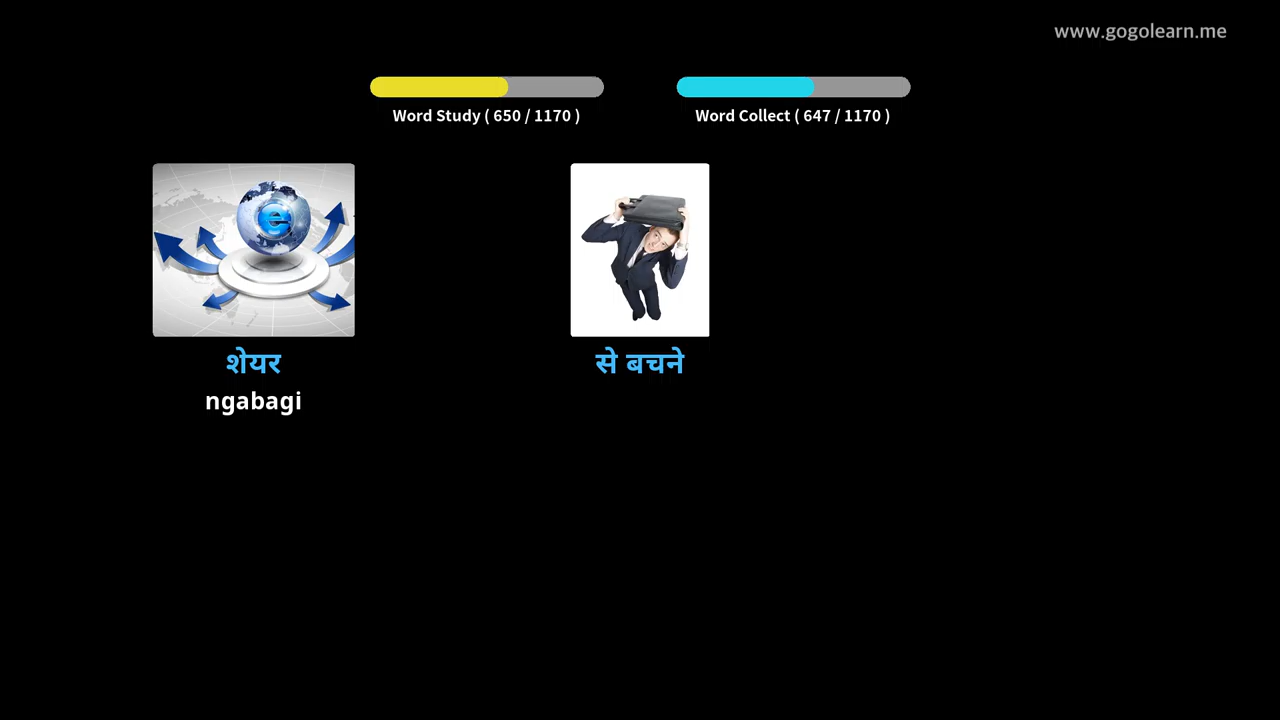 www.gogolearn.me
Word Study ( 650 / 1170 )
Word Collect ( 647 / 1170 )
e
शेयर
ngabagi
से बचने